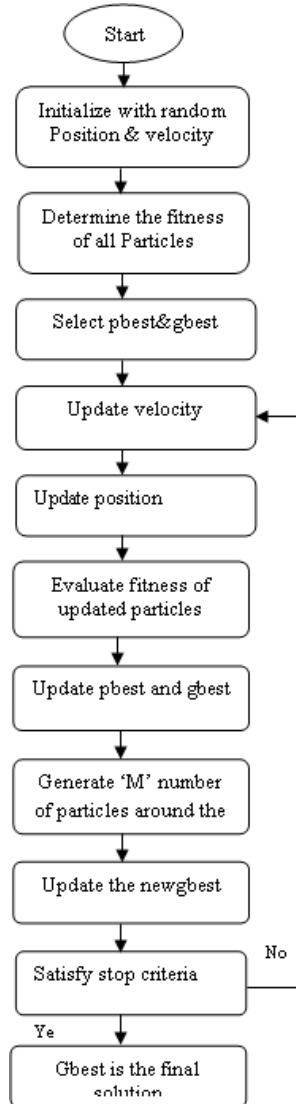 Start
Initialize with random
Position & velocity
Determine the fitness
of all Particles
Select pbest&gbest
Update velocity
Update position
Evaluate fitness of
updated particles
Update pbest and gbest
Generate ‘M’ number
of particles around the
Update the newgbest
Satisfy stop criteria
No
Ye
Gbest is the final
solution